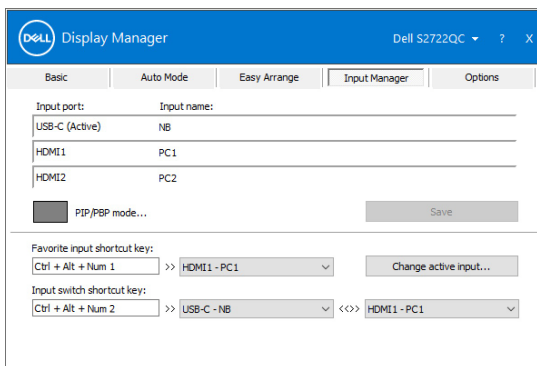 DELL Display Manager Dell S2722QC ? X
Basic Auto Mode Easy Arrange Input Manager Options
Input port: Input name:
USB-C (Active) NB
HDMI1 PC1
HDMI2 PC2
PIP/PBP mode... Save
Favorite input shortcut key:
Ctrl + Alt + Num 1 >> HDMI1 - PC1 Change active input...
Input switch shortcut key:
Ctrl + Alt + Num 2 >> USB-C - NB <<>> HDMI1 - PC1